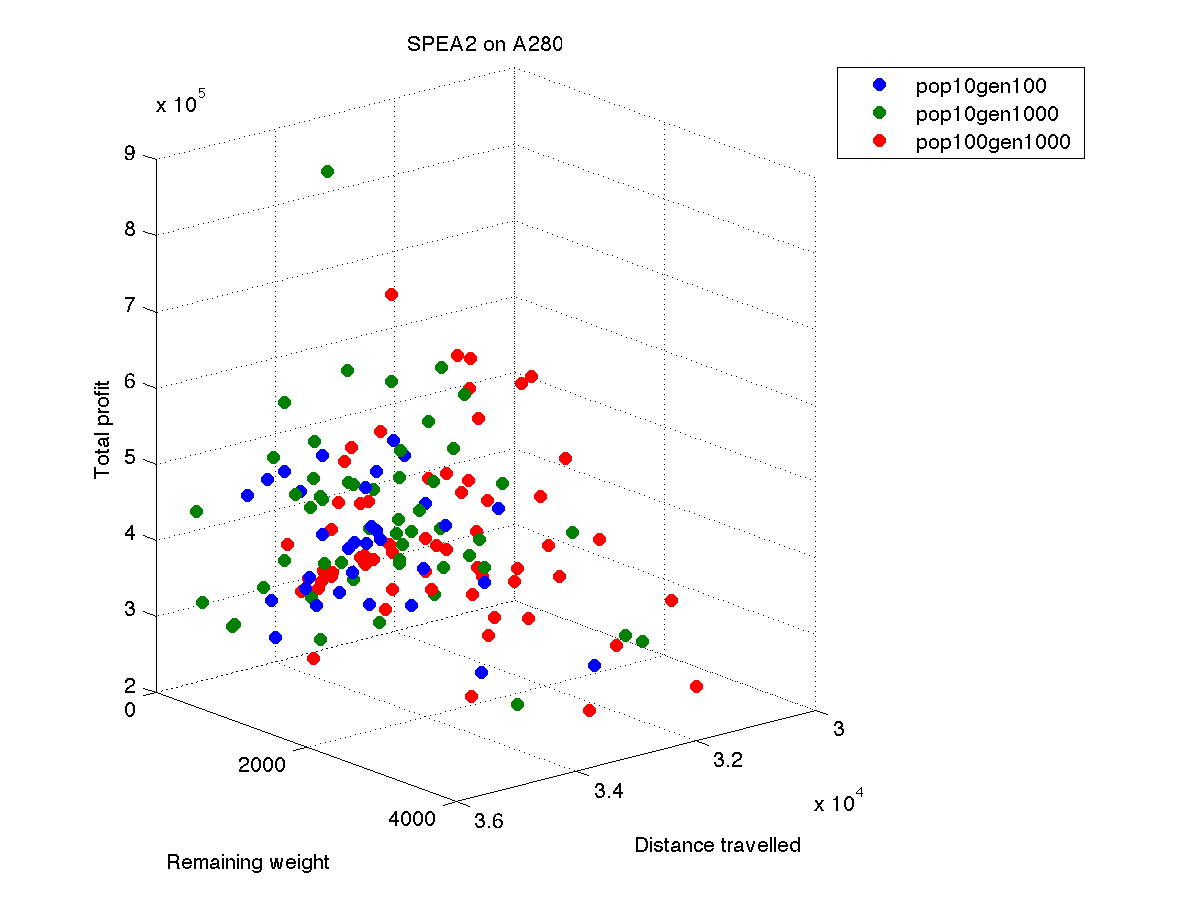 SPEA2 on A280
pop10gen100
pop10gen1000
pop100gen1000
x 10^5
9
8
7
6
5
4
3
2
Total profit
0
2000
4000
Remaining weight
3.6
3.4
3.2
3
x 10^4
Distance travelled